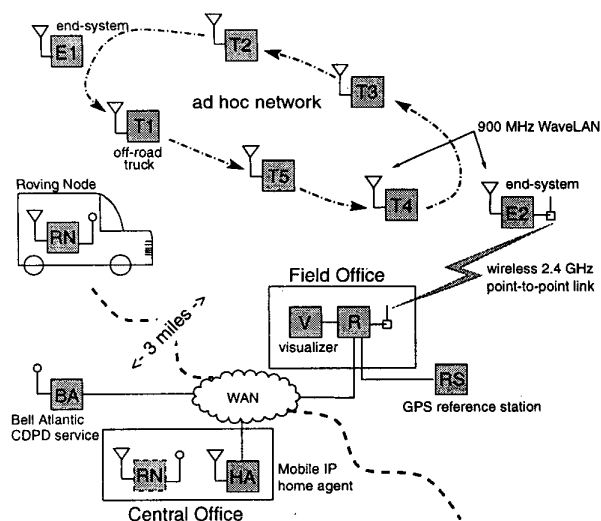 end-system
E1
T2
T3
ad hoc network
T1
off-road
truck
900 MHz WaveLAN
T5
T4
Roving Node
RN
end-system
E2
wireless 2.4 GHz
point-to-point link
Field Office
V
R
visualizer
<- 3 miles ->
BA
Bell Atlantic
CDPD service
WAN
RS
GPS reference station
RN
HA
Mobile IP
home agent
Central Office